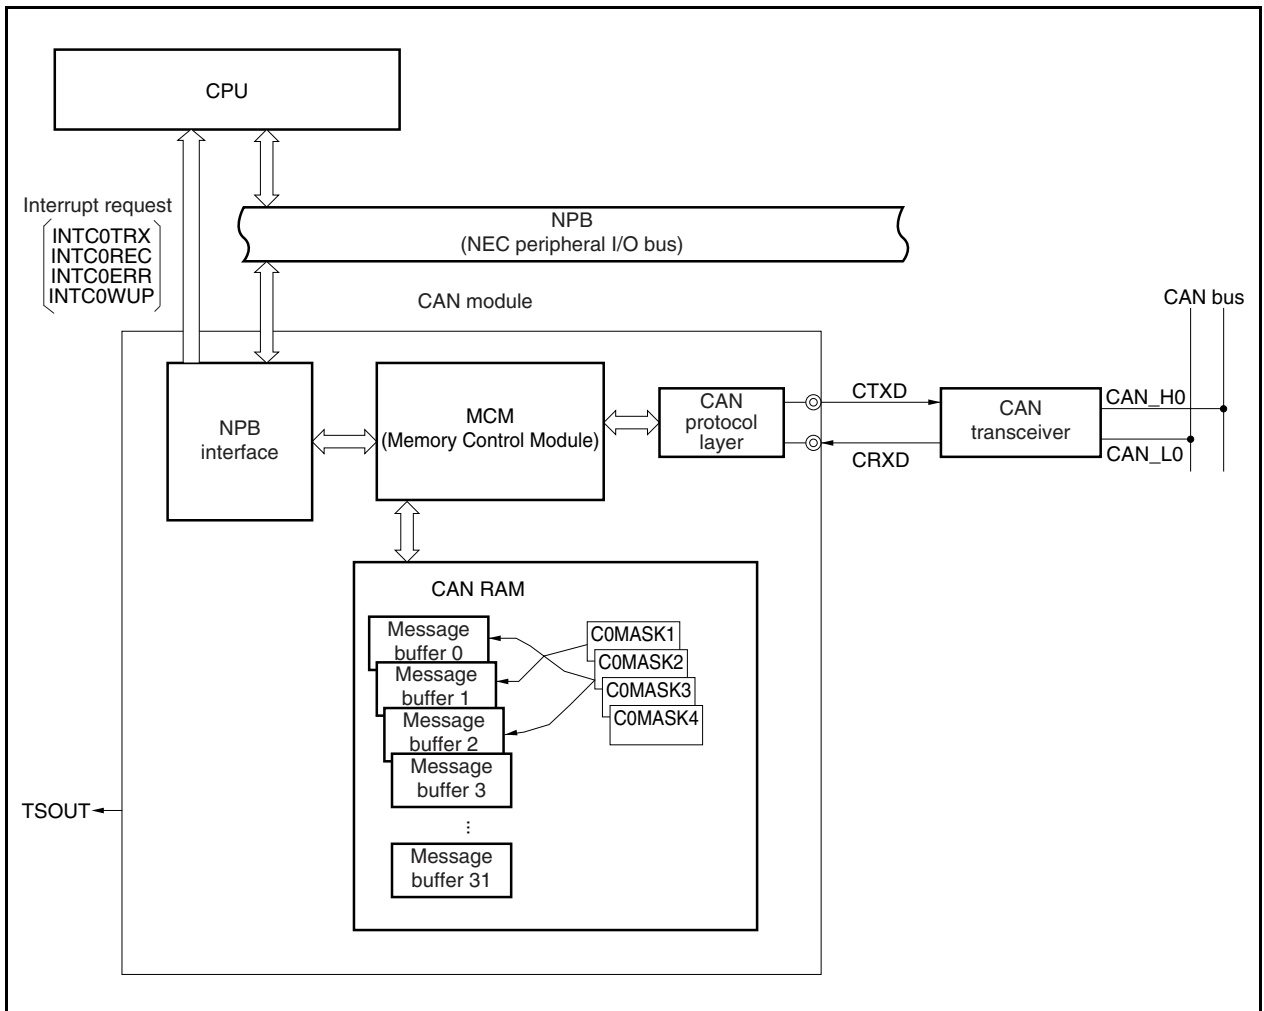 CPU
Interrupt request
INTC0TRX
INTC0REC
INTC0ERR
INTC0WUP
NPB
(NEC peripheral I/O bus)
CAN module
CAN bus
NPB
interface
MCM
(Memory Control Module)
CAN
protocol
layer
CTXD
CRXD
CAN
transceiver
CAN_H0
CAN_L0
CAN RAM
Message
buffer 0
Message
buffer 1
Message
buffer 2
Message
buffer 3
...
Message
buffer 31
C0MASK1
C0MASK2
C0MASK3
C0MASK4
TSOUT